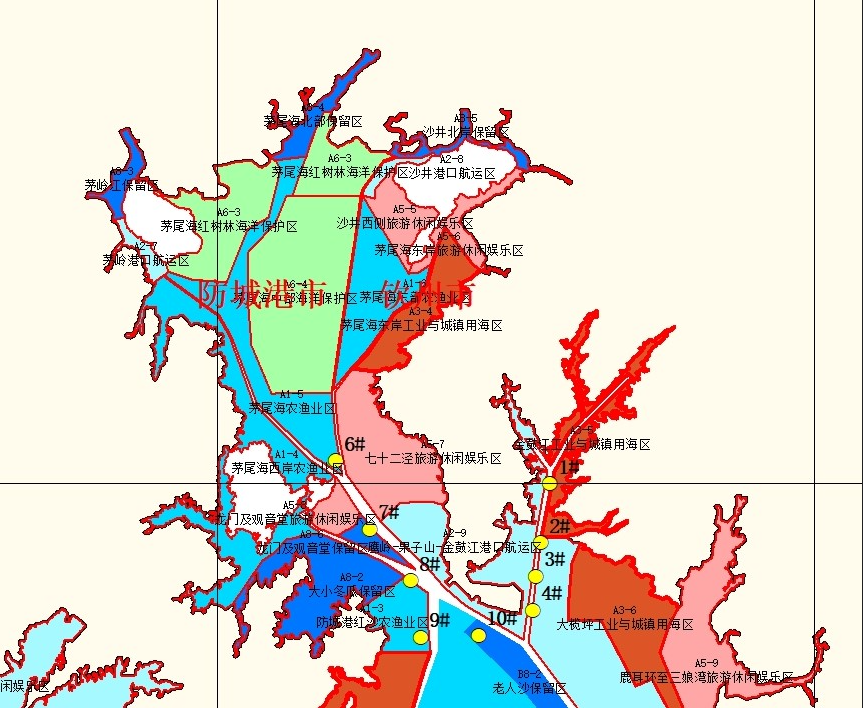 A8-4
茅尾海北部保留区
A8-5
沙井北岸保留区
A6-3
茅尾海红树林海洋保护区
A2-8
沙井港口航运区
A8-3
茅岭江保留区
A6-3
茅尾海红树林海洋保护区
A5-5
沙井西侧旅游休闲娱乐区
A5-6
茅尾海东岸旅游休闲娱乐区
A2-7
茅岭港口航运区
防城港市
钦州市
A6-4
茅尾海中部海洋保护区
茅尾海东部农渔业区
A3-4
茅尾海东岸工业与城镇用海区
A1-5
茅尾海农渔业区
A3-5
金鼓江工业与城镇用海区
6#
A5-7
七十二泾旅游休闲娱乐区
1#
A1-4
茅尾海西岸农渔业区
龙门及观音堂旅游休闲娱乐区
7#
2#
A2-9
鹰岭-果子山-金鼓江港口航运区
龙门及观音堂保留区
3#
8#
A8-2
大小冬瓜保留区
4#
A1-3
防城港红沙农渔业区
9#
10#
A3-6
大榄坪工业与城镇用海区
A5-9
鹿耳环至三娘湾旅游休闲娱乐区
B8-2
老人沙保留区
闲娱乐区